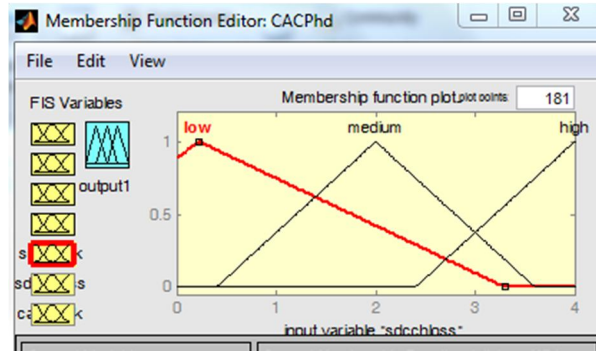 Membership Function Editor: CACPhd
File Edit View
FIS Variables
Membership function plot plot points: 181
low medium high
output1
1
0.5
0
0 1 2 3 4
input variable "sdcchloss"